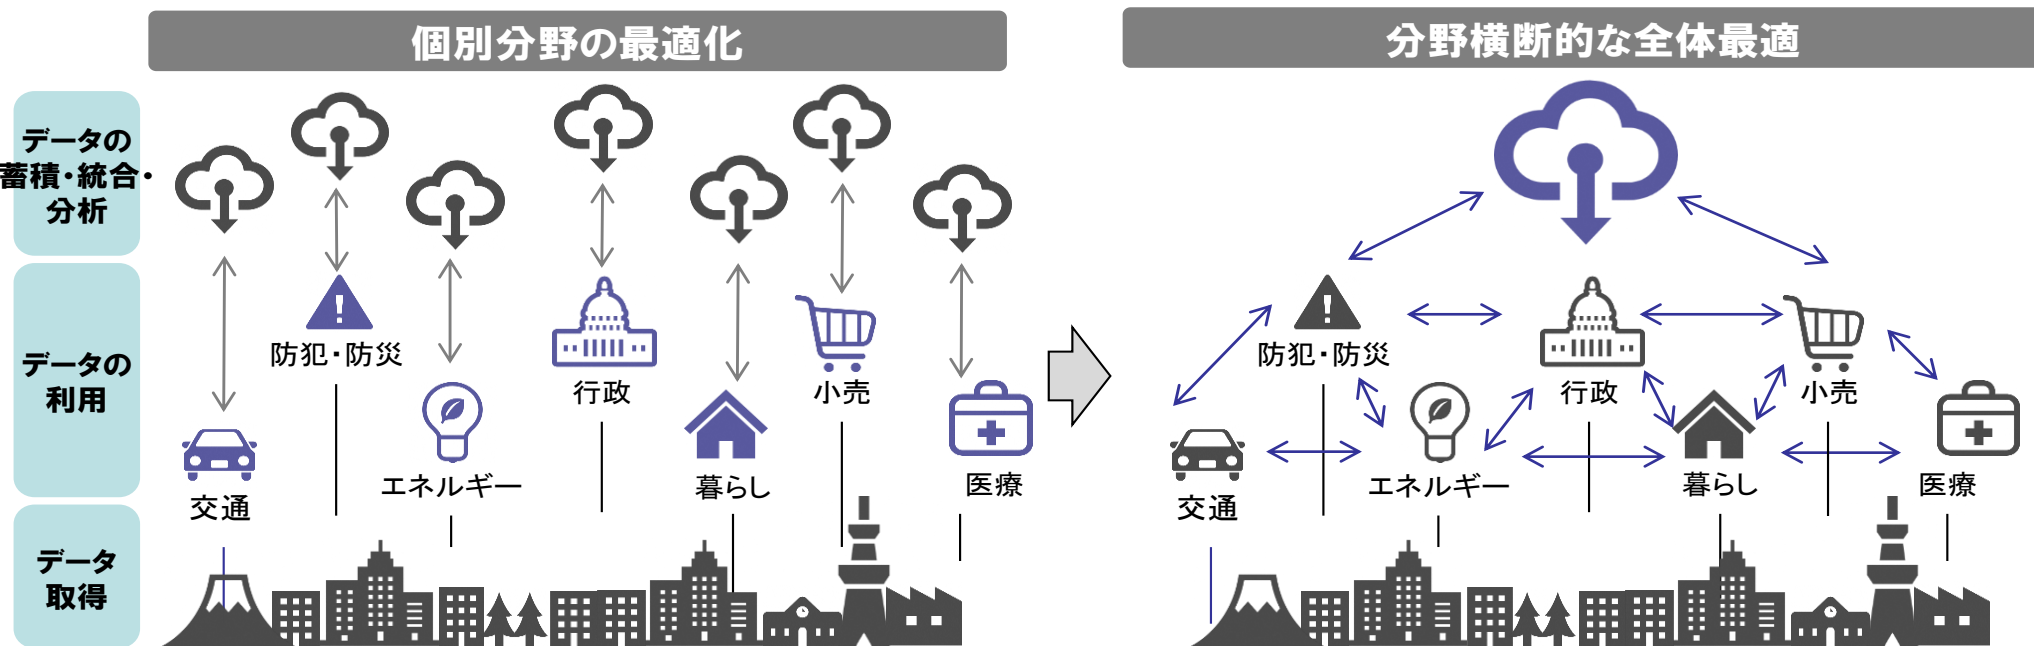 個別分野の最適化
分野横断的な全体最適
データの
蓄積・統合・
分析
データの
利用
データ
取得
防犯・防災
行政
小売
エネルギー
暮らし
医療
交通
防犯・防災
行政
小売
エネルギー
暮らし
医療
交通